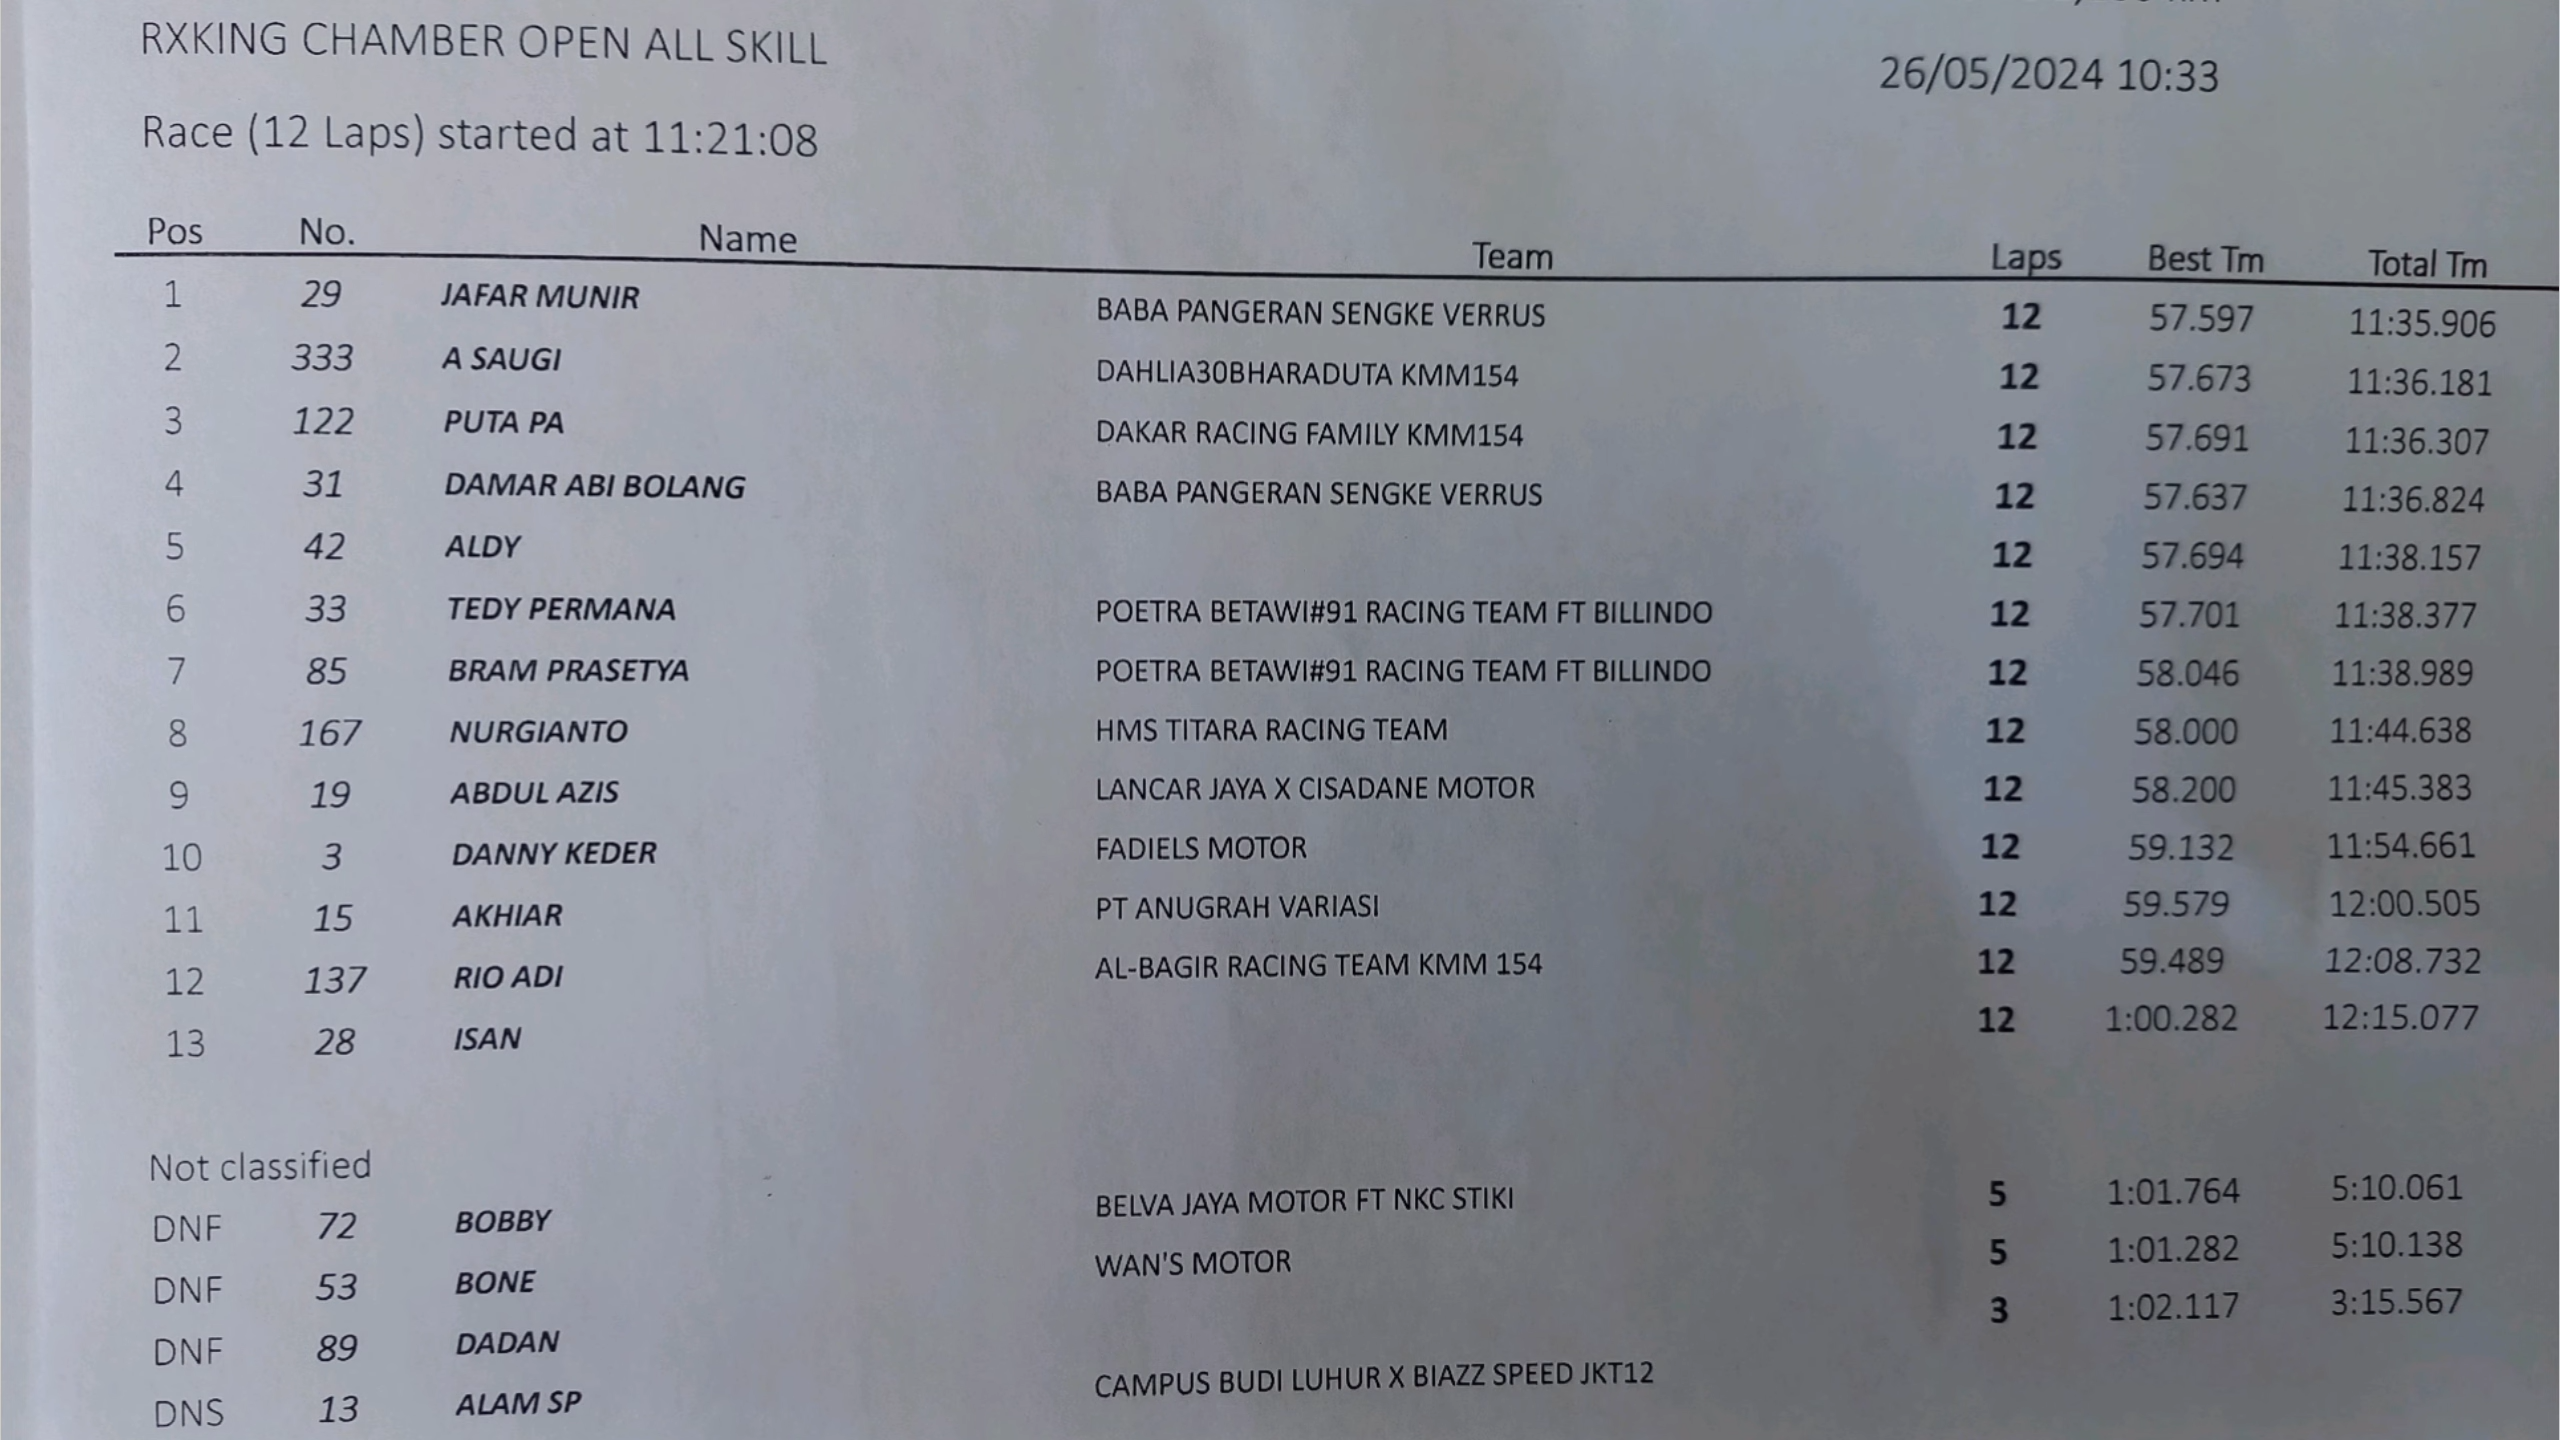 RXKING CHAMBER OPEN ALL SKILL
26/05/2024 10:33
Race (12 Laps) started at 11:21:08
Pos No. Name Team Laps Best Tm Total Tm
1 29 JAFAR MUNIR BABA PANGERAN SENGKE VERRUS 12 57.597 11:35.906
2 333 A SAUGI DAHLIA30BHARADUTA KMM154 12 57.673 11:36.181
3 122 PUTA PA DAKAR RACING FAMILY KMM154 12 57.691 11:36.307
4 31 DAMAR ABI BOLANG BABA PANGERAN SENGKE VERRUS 12 57.637 11:36.824
5 42 ALDY 12 57.694 11:38.157
6 33 TEDY PERMANA POETRA BETAWI#91 RACING TEAM FT BILLINDO 12 57.701 11:38.377
7 85 BRAM PRASETYA POETRA BETAWI#91 RACING TEAM FT BILLINDO 12 58.046 11:38.989
8 167 NURGIANTO HMS TITARA RACING TEAM 12 58.000 11:44.638
9 19 ABDUL AZIS LANCAR JAYA X CISADANE MOTOR 12 58.200 11:45.383
10 3 DANNY KEDER FADIELS MOTOR 12 59.132 11:54.661
11 15 AKHIAR PT ANUGRAH VARIASI 12 59.579 12:00.505
12 137 RIO ADI AL-BAGIR RACING TEAM KMM 154 12 59.489 12:08.732
13 28 ISAN 12 1:00.282 12:15.077
Not classified
DNF 72 BOBBY BELVA JAYA MOTOR FT NKC STIKI 5 1:01.764 5:10.061
DNF 53 BONE WAN'S MOTOR 5 1:01.282 5:10.138
DNF 89 DADAN 3 1:02.117 3:15.567
DNS 13 ALAM SP CAMPUS BUDI LUHUR X BIAZZ SPEED JKT12